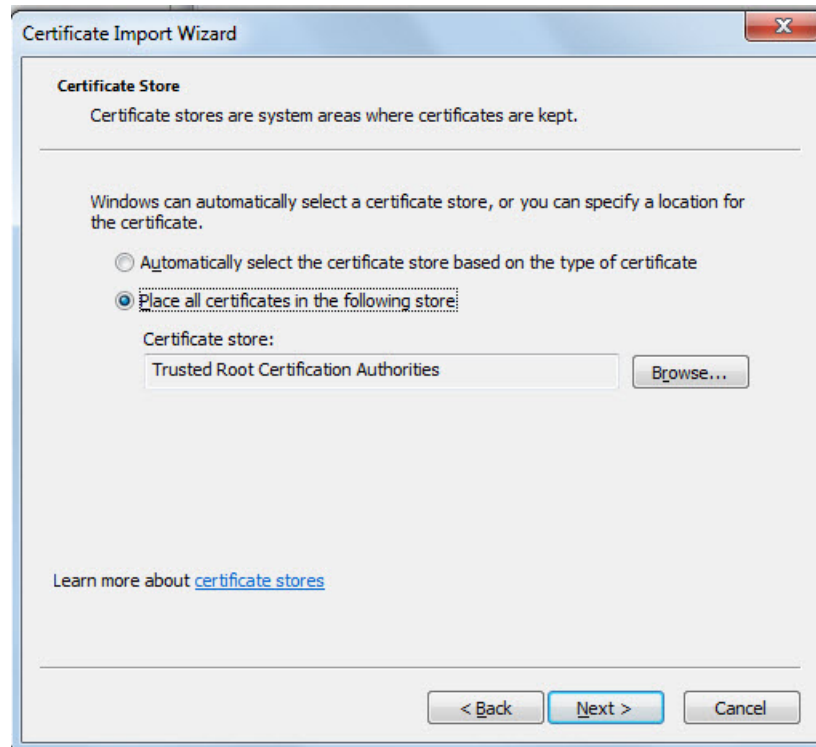 Certificate Import Wizard
Certificate Store
Certificate stores are system areas where certificates are kept.
Windows can automatically select a certificate store, or you can specify a location for
the certificate.
Automatically select the certificate store based on the type of certificate
Place all certificates in the following store
Certificate store:
Trusted Root Certification Authorities
Browse...
Learn more about certificate stores
< Back
Next >
Cancel